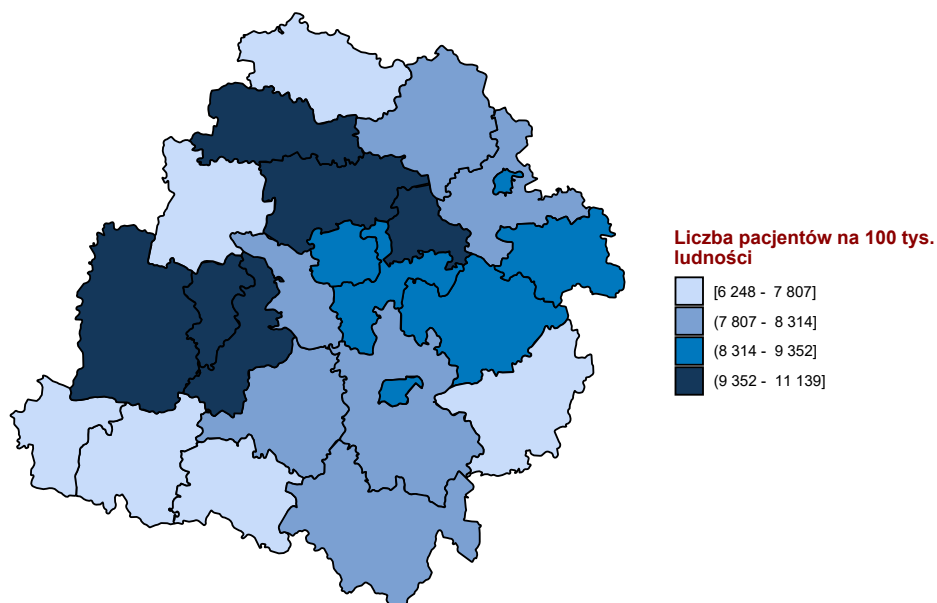 Liczba pacjentów na 100 tys.
ludności
[6 248 - 7 807]
(7 807 - 8 314]
(8 314 - 9 352]
(9 352 - 11 139]